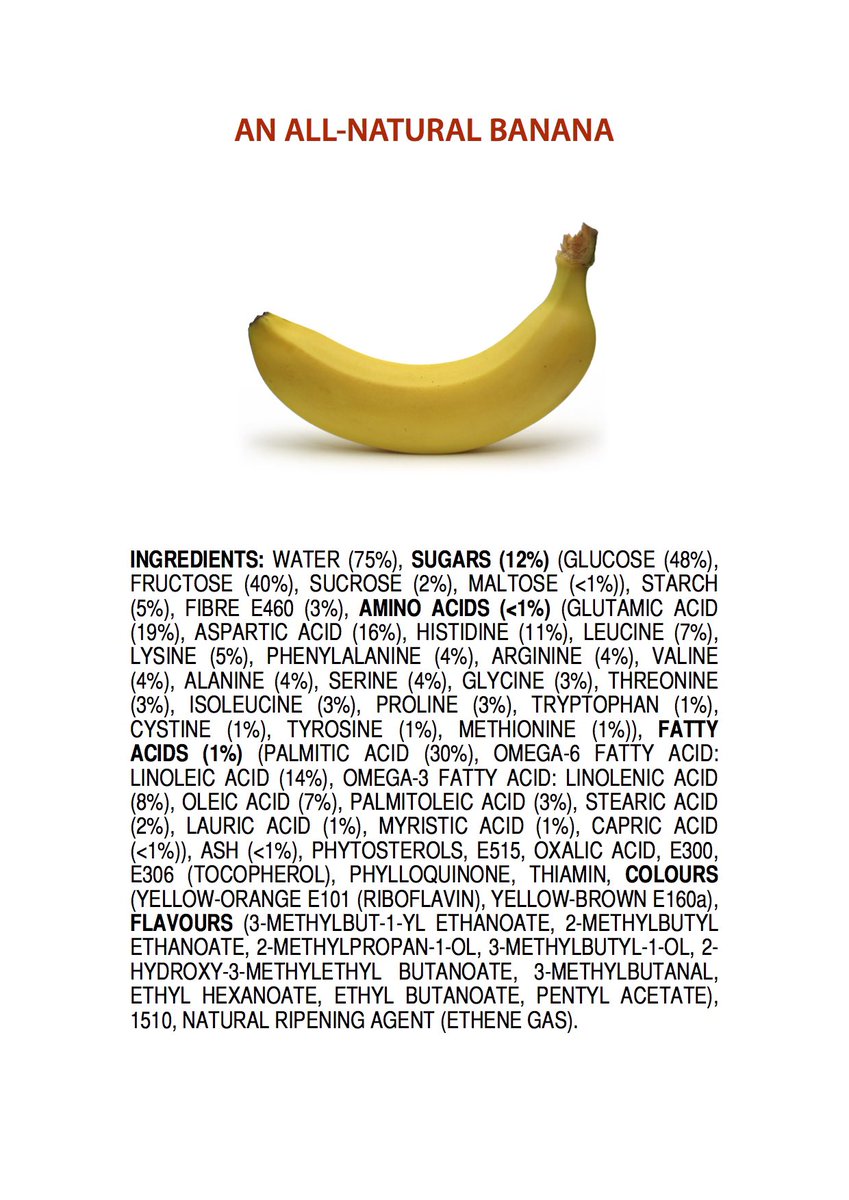 AN ALL-NATURAL BANANA
INGREDIENTS: WATER (75%), SUGARS (12%) (GLUCOSE (48%),
FRUCTOSE (40%), SUCROSE (2%), MALTOSE (<1%)), STARCH
(5%), FIBRE E460 (3%), AMINO ACIDS (<1%) (GLUTAMIC ACID
(19%), ASPARTIC ACID (16%), HISTIDINE (11%), LEUCINE (7%),
LYSINE (5%), PHENYLALANINE (4%), ARGININE (4%), VALINE
(4%), ALANINE (4%), SERINE (4%), GLYCINE (3%), THREONINE
(3%), ISOLEUCINE (3%), PROLINE (3%), TRYPTOPHAN (1%),
CYSTINE (1%), TYROSINE (1%), METHIONINE (1%)), FATTY
ACIDS (1%) (PALMITIC ACID (30%), OMEGA-6 FATTY ACID:
LINOLEIC ACID (14%), OMEGA-3 FATTY ACID: LINOLENIC ACID
(8%), OLEIC ACID (7%), PALMITOLEIC ACID (3%), STEARIC ACID
(2%), LAURIC ACID (1%), MYRISTIC ACID (1%), CAPRIC ACID
(<1%)), ASH (<1%), PHYTOSTEROLS, E515, OXALIC ACID, E300,
E306 (TOCOPHEROL), PHYLLOQUINONE, THIAMIN, COLOURS
(YELLOW-ORANGE E101 (RIBOFLAVIN), YELLOW-BROWN E160a),
FLAVOURS (3-METHYLBUT-1-YL ETHANOATE, 2-METHYLBUTYL
ETHANOATE, 2-METHYLPROPAN-1-OL, 3-METHYLBUTYL-1-OL, 2-
HYDROXY-3-METHYLETHYL BUTANOATE, 3-METHYLBUTANAL,
ETHYL HEXANOATE, ETHYL BUTANOATE, PENTYL ACETATE),
1510, NATURAL RIPENING AGENT (ETHENE GAS).